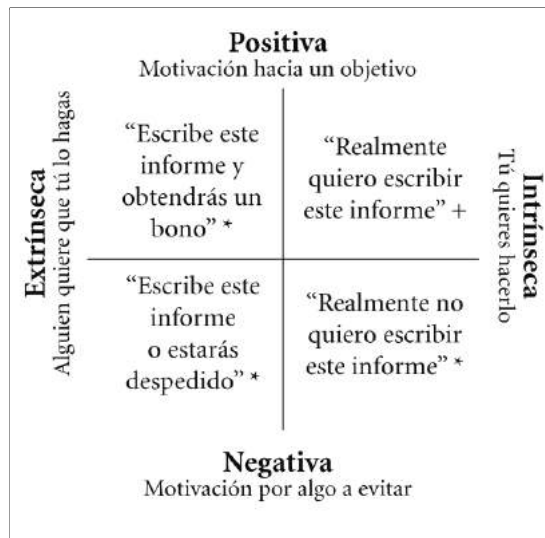 Positiva
Motivación hacia un objetivo
Extrínseca
Alguien quiere que tú lo hagas
“Escribe este
informe y
obtendrás un
bono” *
“Realmente
quiero escribir
este informe” +
Intrínseca
Tú quieres hacerlo
“Escribe este
informe
o estarás
despedido” *
“Realmente no
quiero escribir
este informe” *
Negativa
Motivación por algo a evitar